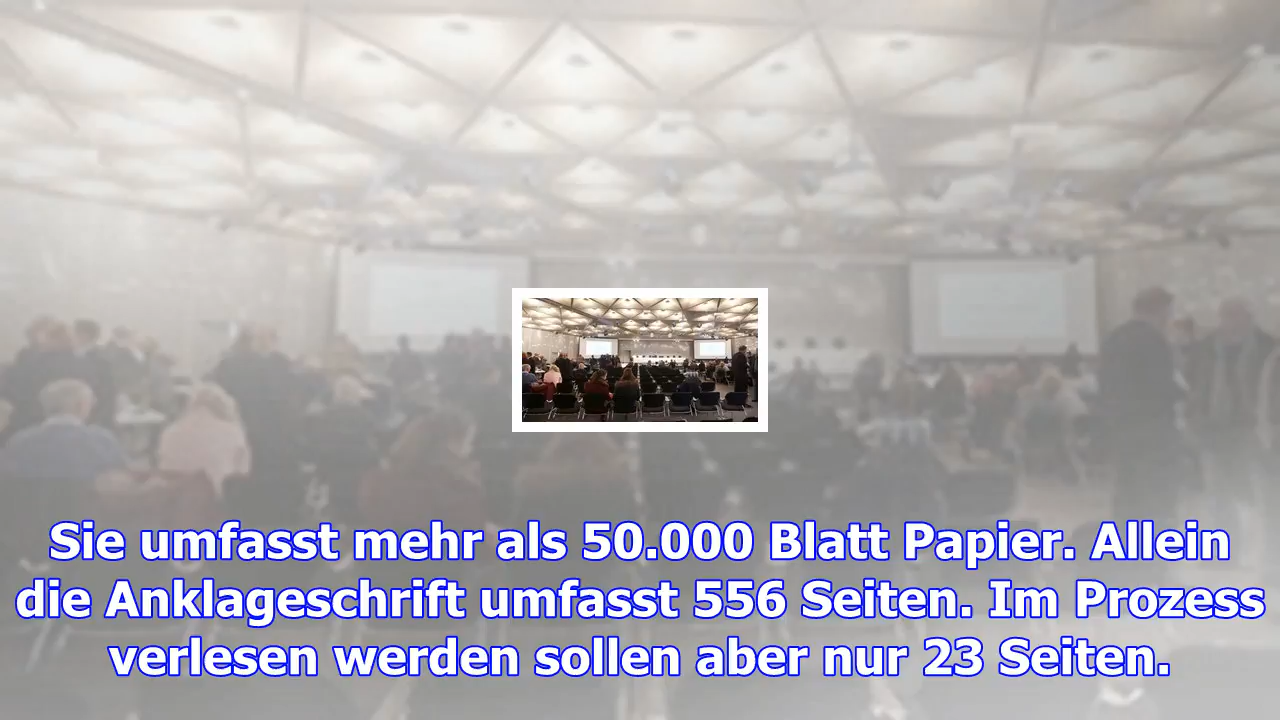 Sie umfasst mehr als 50.000 Blatt Papier. Allein
die Anklageschrift umfasst 556 Seiten. Im Prozess
verlesen werden sollen aber nur 23 Seiten.